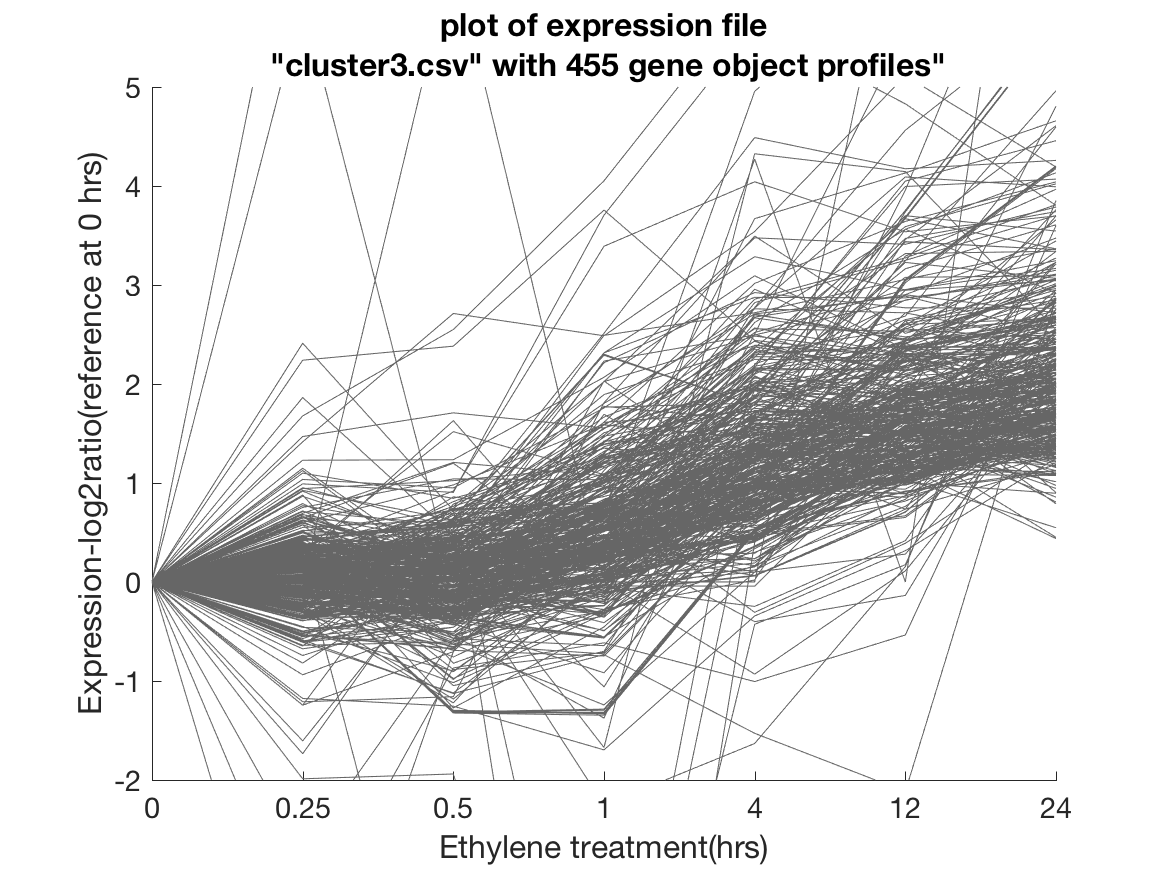 plot of expression file
"cluster3.csv" with 455 gene object profiles"
Expression-log2ratio(reference at 0 hrs)
5
4
3
2
1
0
-1
-2
0 0.25 0.5 1 4 12 24
Ethylene treatment(hrs)